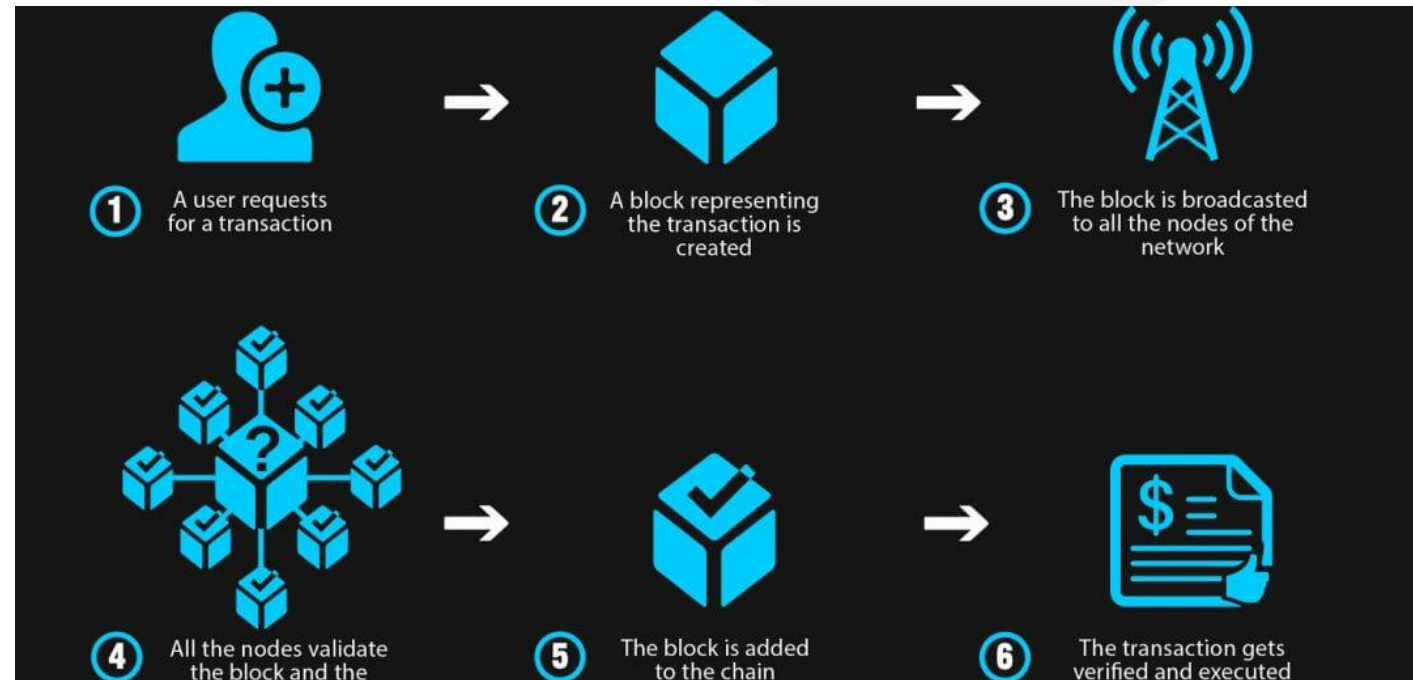 1
A user requests
for a transaction
2
A block representing
the transaction is
created
3
The block is broadcasted
to all the nodes of the
network
?
4
All the nodes validate
the block and the
5
The block is added
to the chain
$
6
The transaction gets
verified and executed